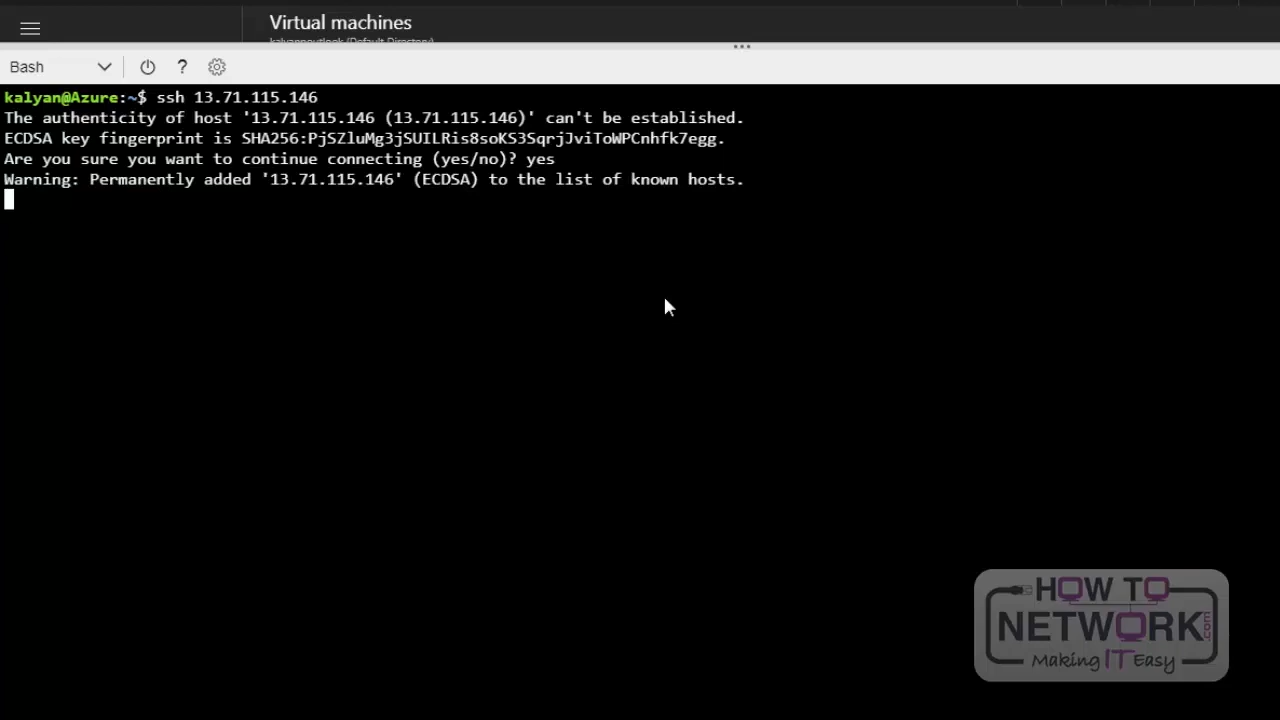 Virtual machines
kalyanoutlook (Default Directory)
Bash
?
kalyan@Azure:~$ ssh 13.71.115.146
The authenticity of host '13.71.115.146 (13.71.115.146)' can't be established.
ECDSA key fingerprint is SHA256:PjSZluMg3jSUILRis8soKS3SqrjJviToWPCnhfk7egg.
Are you sure you want to continue connecting (yes/no)? yes
Warning: Permanently added '13.71.115.146' (ECDSA) to the list of known hosts.
HOW TO
NETWORK.com
Making IT Easy